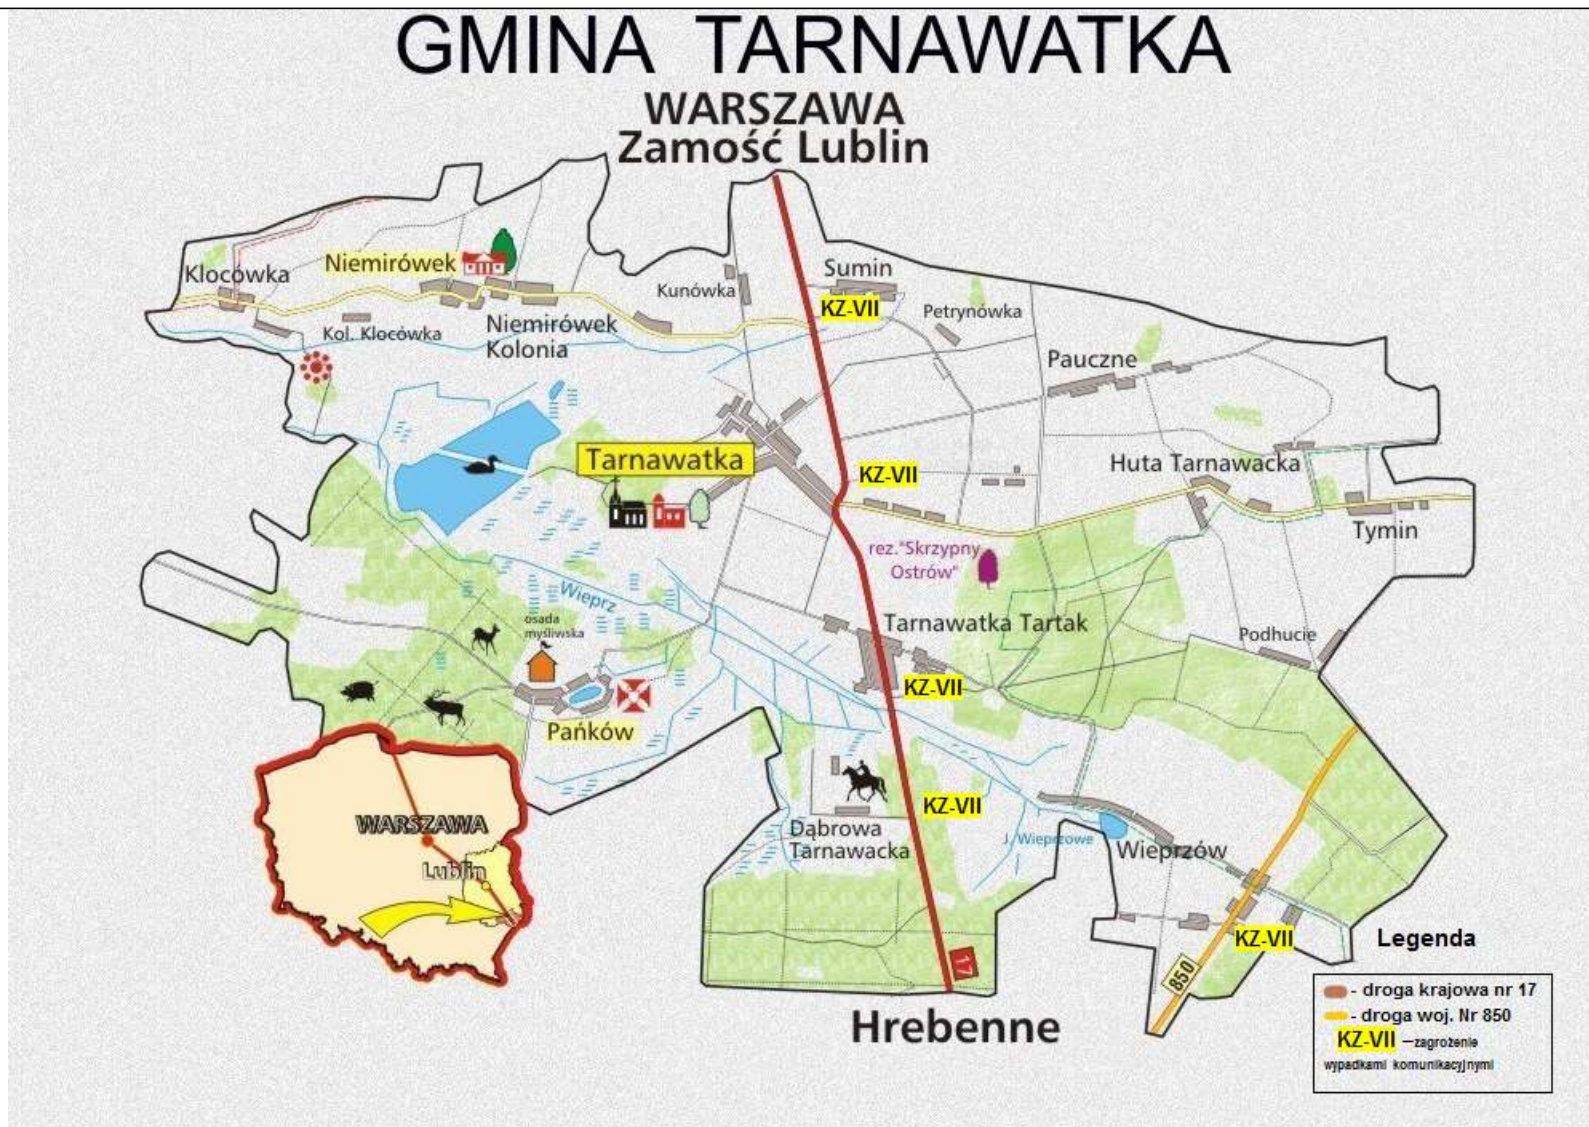 GMINA TARNAWATKA
WARSZAWA
Zamość Lublin
Klocówka
Niemirówek
Kunówka
Sumin
KZ-VII
Petrynówka
Kol. Klocówka
Niemirówek
Kolonia
Pauczne
Tarnawatka
KZ-VII
Huta Tarnawacka
Tymin
rez."Skrzypny
Ostrów"
Wieprz
osada
myśliwska
Tarnawatka Tartak
Podhucie
KZ-VII
Pańków
KZ-VII
Dąbrowa
Tarnawacka
J. Wieprzowe
Wieprzów
WARSZAWA
Lublin
KZ-VII
17
850
Hrebenne
Legenda
- droga krajowa nr 17
- droga woj. Nr 850
KZ-VII –zagrożenie
wypadkami komunikacyjnymi